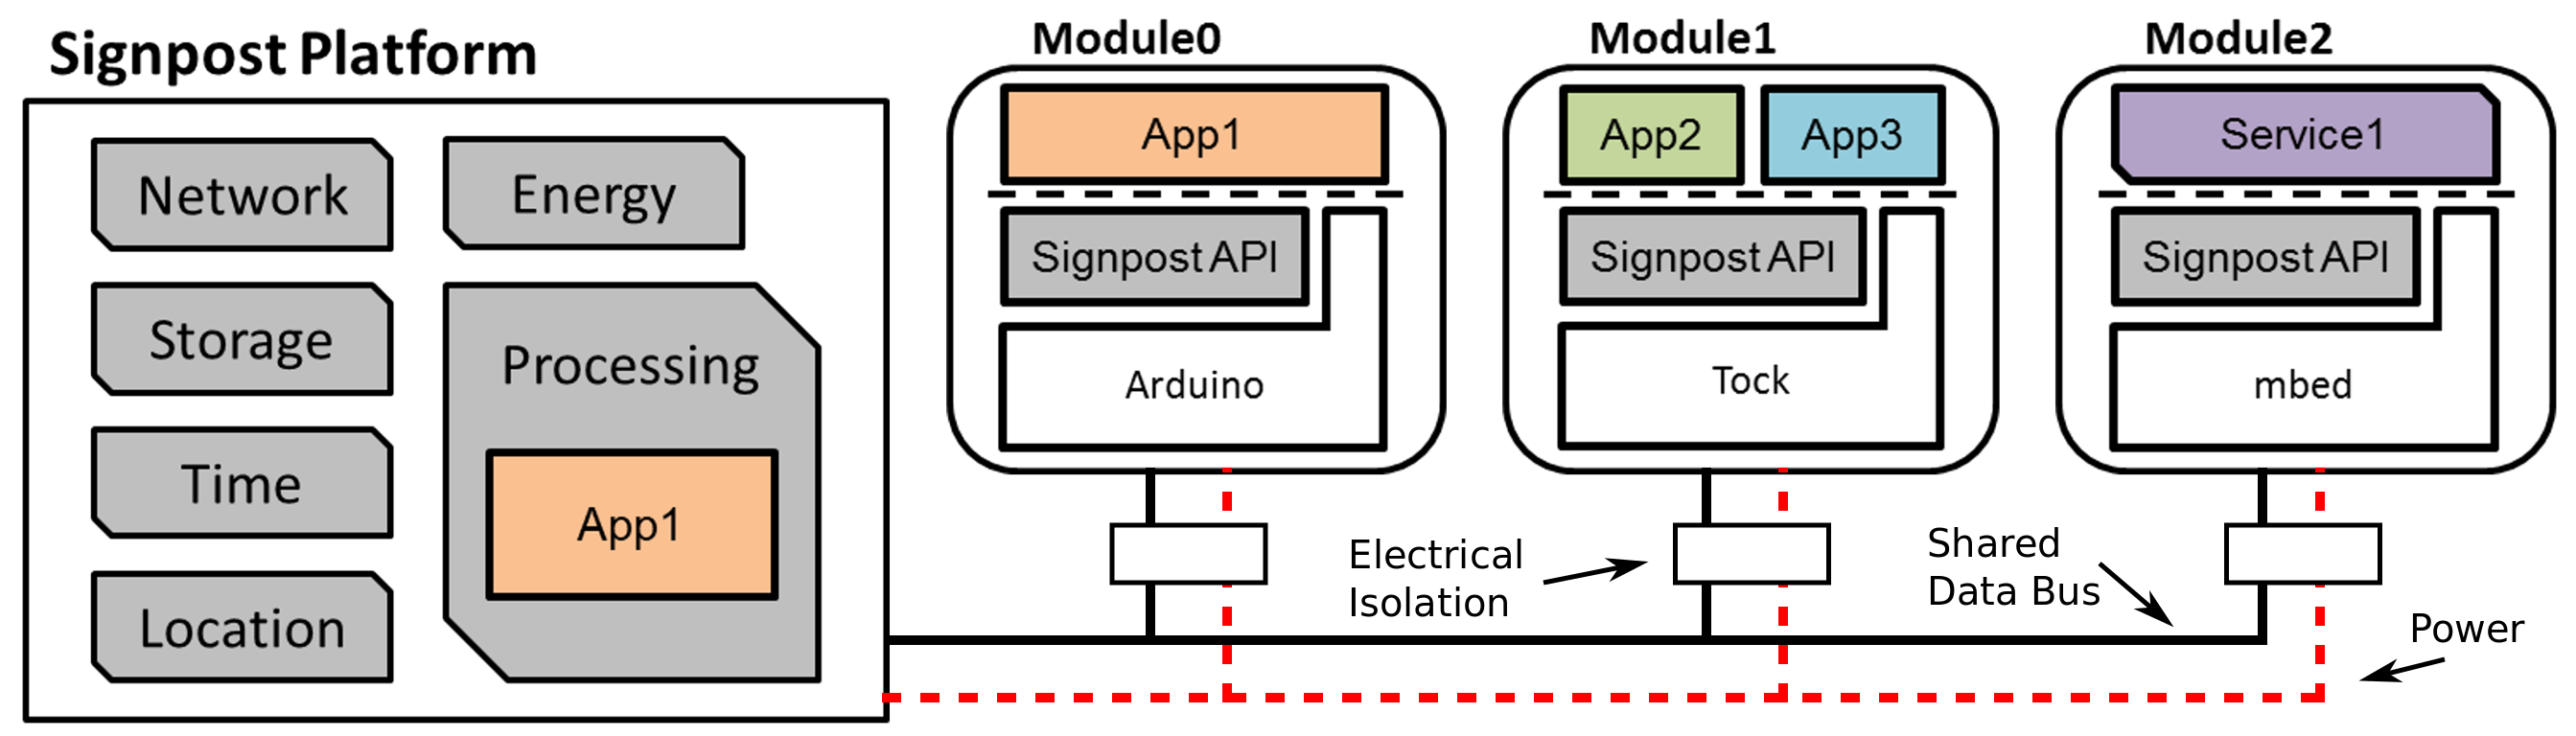 Signpost Platform
Network
Energy
Storage
Processing
Time
App1
Location
Module0
App1
Signpost API
Arduino
Module1
App2
App3
Signpost API
Tock
Module2
Service1
Signpost API
mbed
Electrical
Isolation
Shared
Data Bus
Power